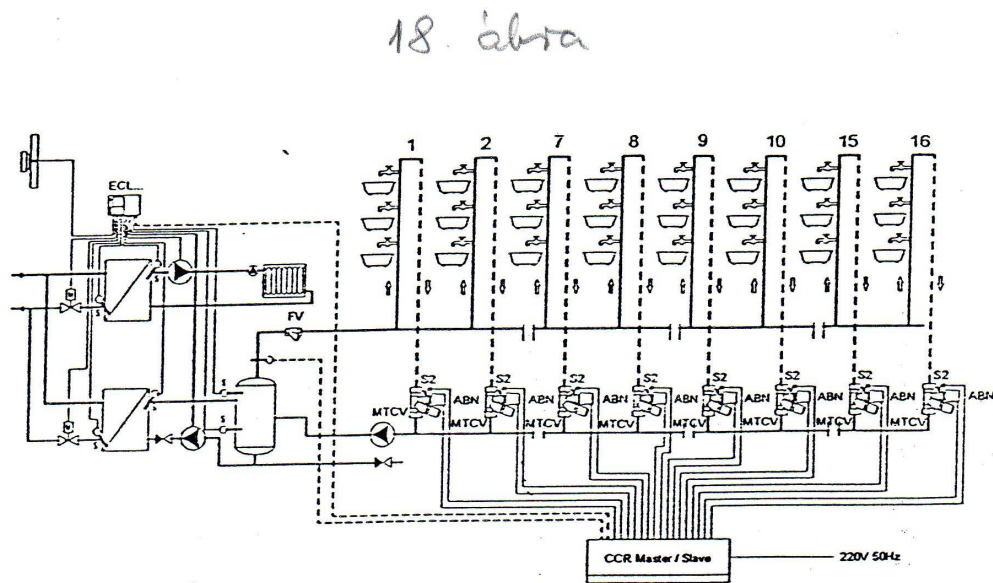 18. ábra
1 2 7 8 9 10 15 16
ECL...
S
S
FV
S
S
S
S
S2 S2 S2 S2 S2 S2 S2 S2
ABN ABN ABN ABN ABN ABN ABN ABN
MTCV MTCV MTCV MTCV MTCV MTCV MTCV MTCV
CCR Master / Slave
220V 50Hz